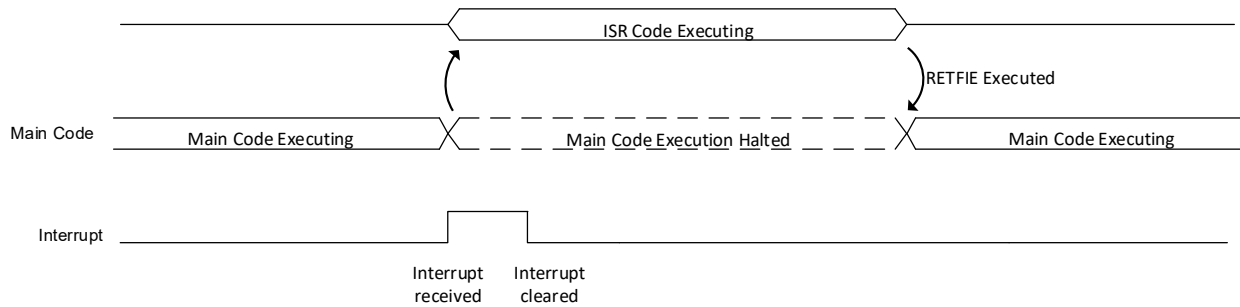 ISR Code Executing
RETFIE Executed
Main Code
Main Code Executing
Main Code Execution Halted
Main Code Executing
Interrupt
Interrupt
received
Interrupt
cleared